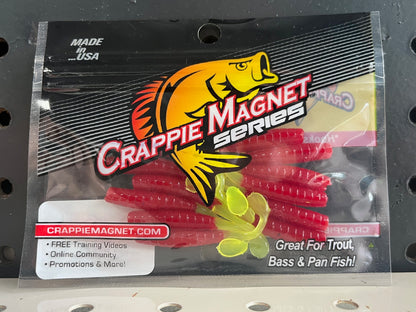 MADE
in
...USA
CRAPPIE MAGNET
SERIES
CRAPPIEMAGNET.COM
• FREE Training Videos
• Online Community
• Promotions & More!
Great For Trout,
Bass & Pan Fish!